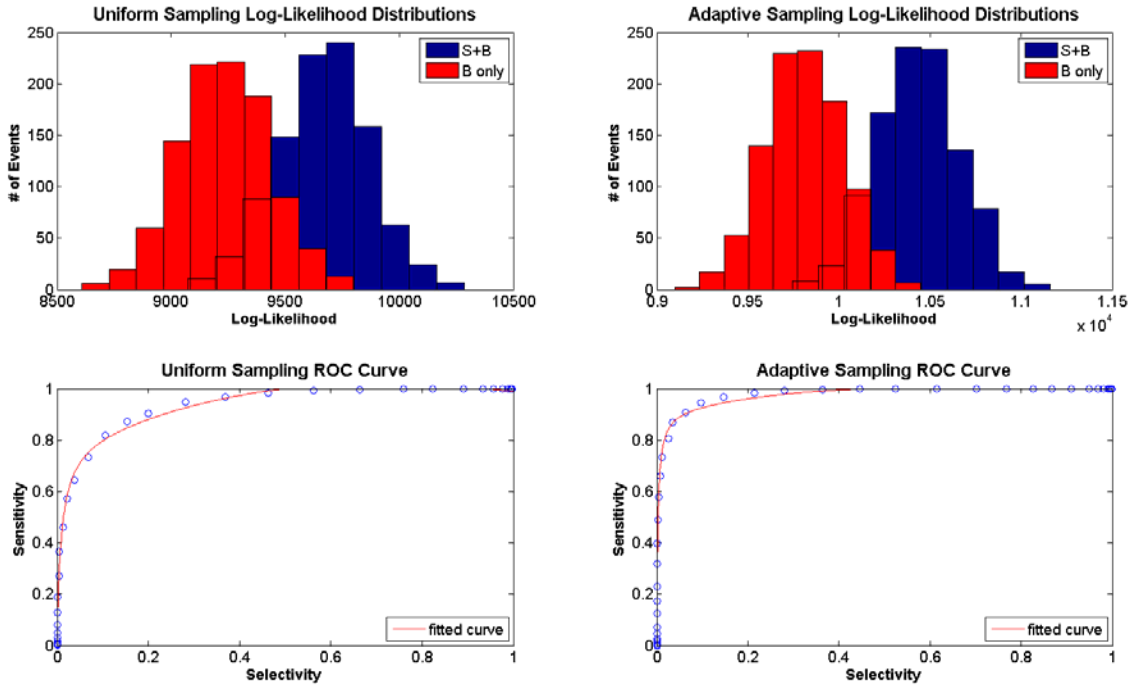 Uniform Sampling Log-Likelihood Distributions
250
200
150
100
50
0
# of Events
S+B
B only
8500
9000
9500
10000
10500
Log-Likelihood
Adaptive Sampling Log-Likelihood Distributions
250
200
150
100
50
0
# of Events
S+B
B only
0.9
0.95
1
1.05
1.1
1.15
x 10^4
Log-Likelihood
Uniform Sampling ROC Curve
1
0.8
0.6
0.4
0.2
0
Sensitivity
fitted curve
0
0.2
0.4
0.6
0.8
1
Selectivity
Adaptive Sampling ROC Curve
1
0.8
0.6
0.4
0.2
0
Sensitivity
fitted curve
0
0.2
0.4
0.6
0.8
1
Selectivity